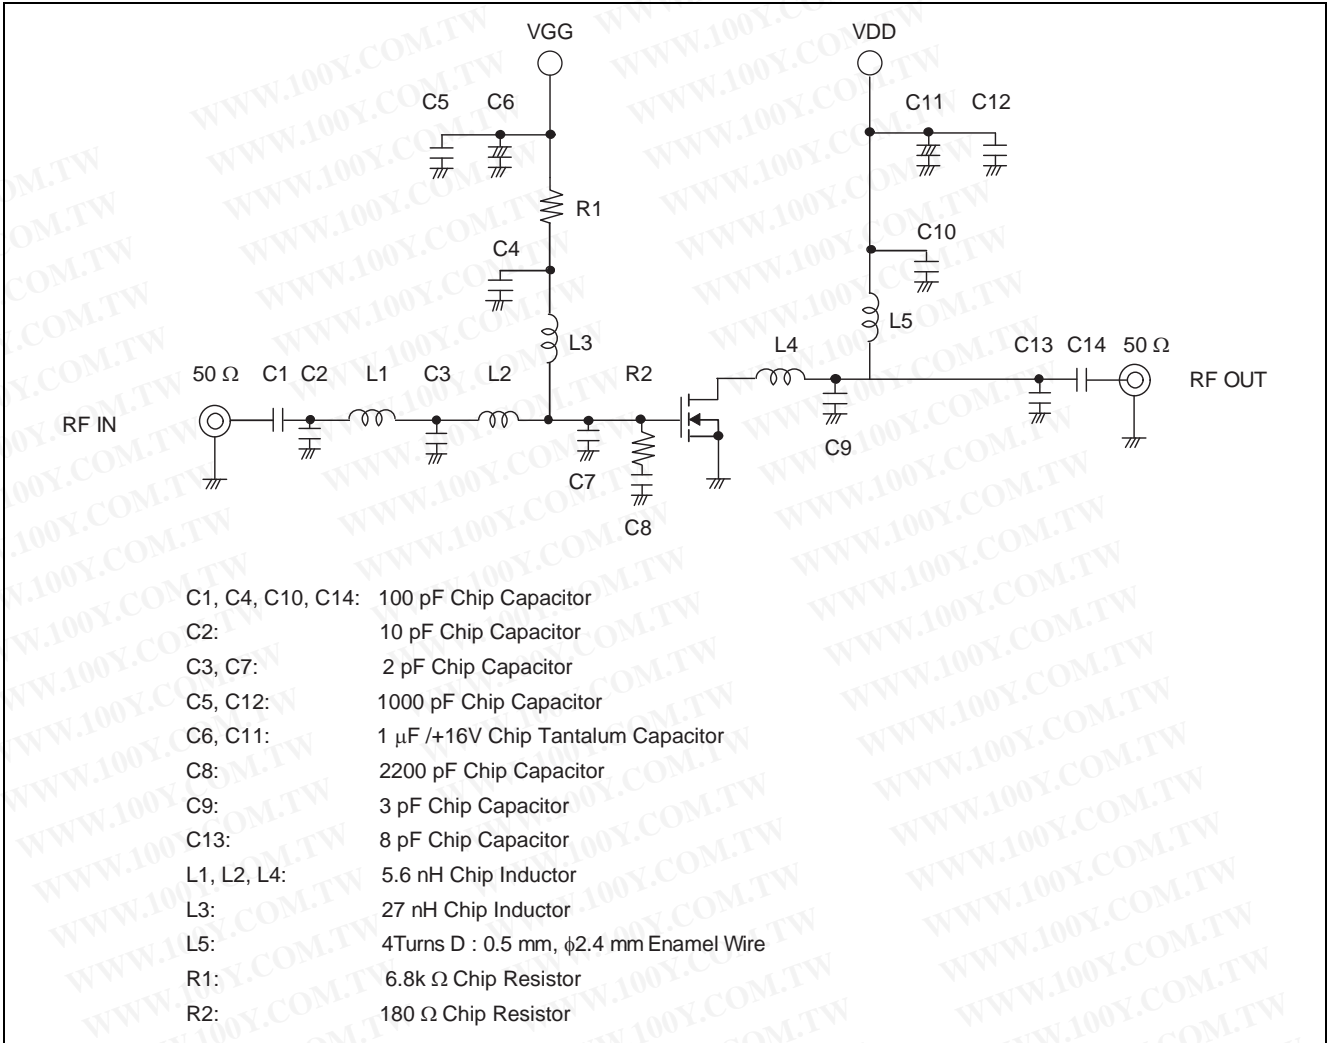 VGG VDD
C5 C6 C11 C12
R1
C4 C10
L3 L5
50 Ω C1 C2 L1 C3 L2 R2 L4 C13 C14 50 Ω
RF IN RF OUT
C7 C9
C8
C1, C4, C10, C14: 100 pF Chip Capacitor
C2: 10 pF Chip Capacitor
C3, C7: 2 pF Chip Capacitor
C5, C12: 1000 pF Chip Capacitor
C6, C11: 1 μF /+16V Chip Tantalum Capacitor
C8: 2200 pF Chip Capacitor
C9: 3 pF Chip Capacitor
C13: 8 pF Chip Capacitor
L1, L2, L4: 5.6 nH Chip Inductor
L3: 27 nH Chip Inductor
L5: 4Turns D : 0.5 mm, ϕ2.4 mm Enamel Wire
R1: 6.8k Ω Chip Resistor
R2: 180 Ω Chip Resistor
WWW.100Y.COM.TW